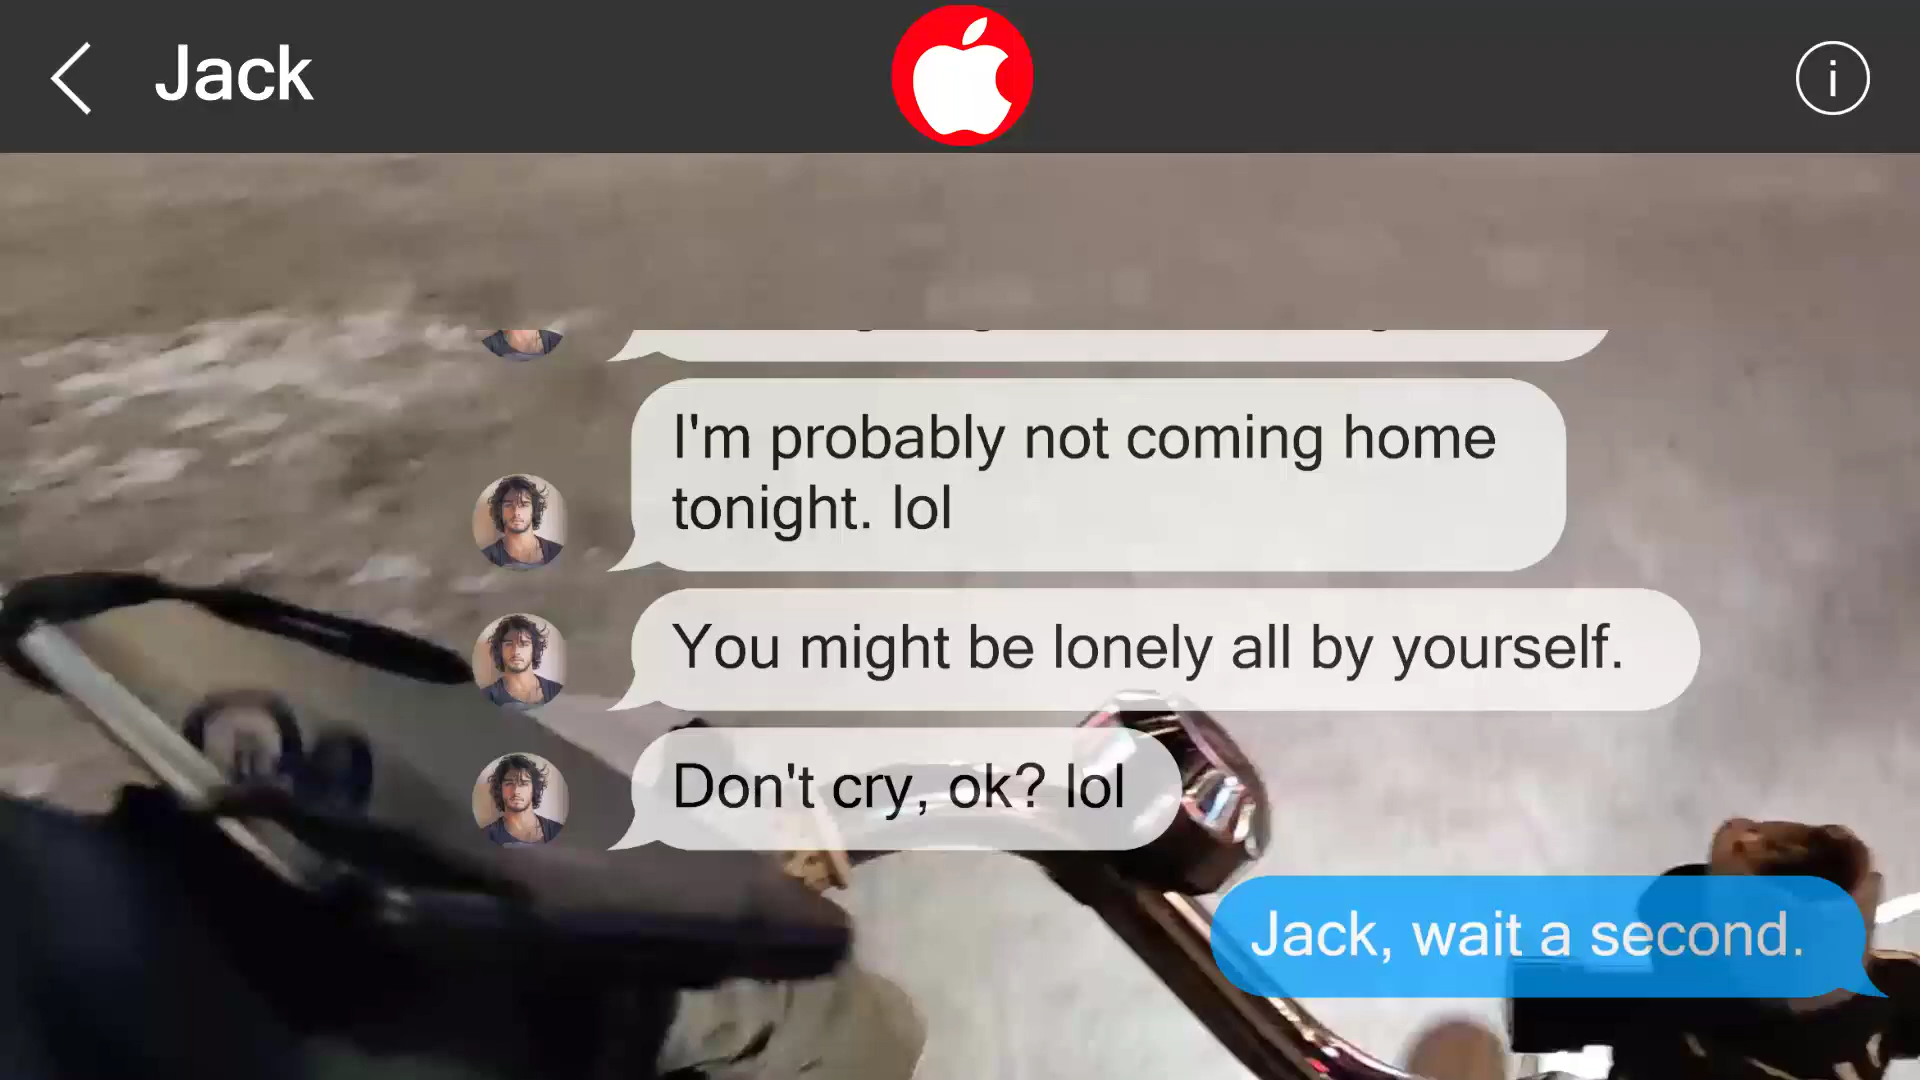 Jack
I'm probably not coming home
tonight. lol
You might be lonely all by yourself.
Don't cry, ok? lol
Jack, wait a second.